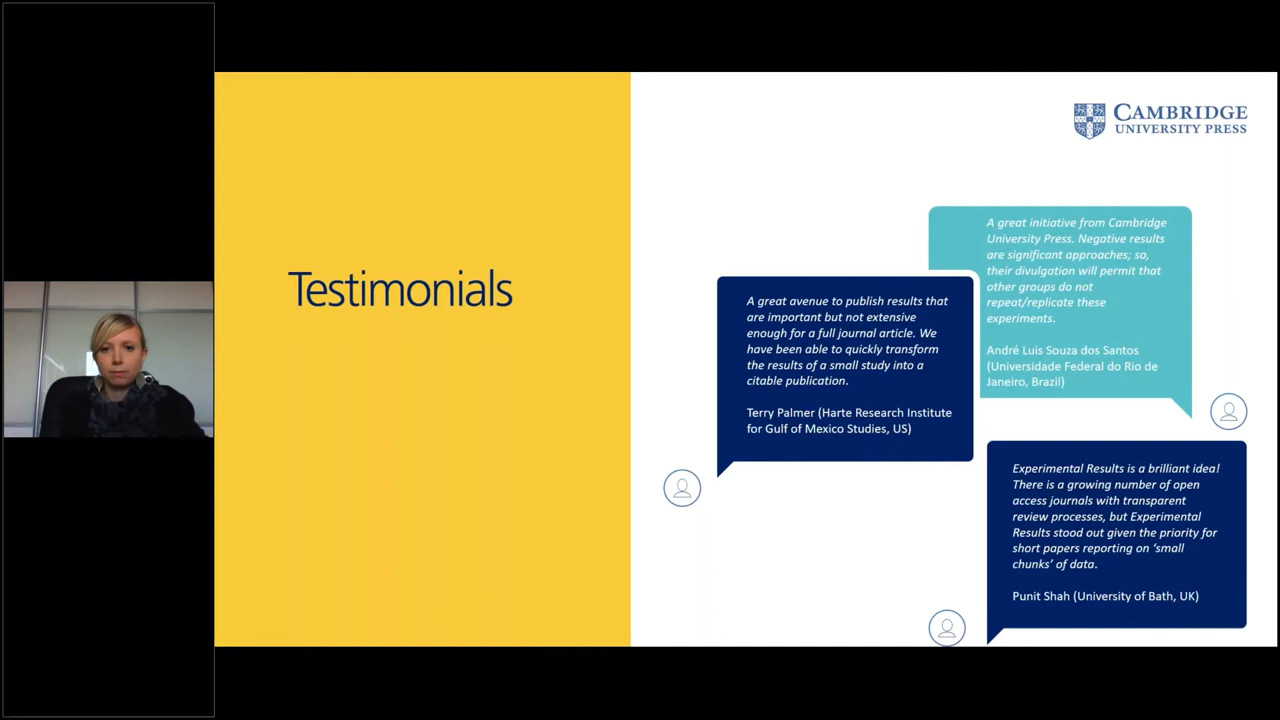 Testimonials
CAMBRIDGE
UNIVERSITY PRESS
A great initiative from Cambridge
University Press. Negative results
are significant approaches; so,
their divulgation will permit that
other groups do not
repeat/replicate these
experiments.
André Luis Souza dos Santos
(Universidade Federal do Rio de
Janeiro, Brazil)
A great avenue to publish results that
are important but not extensive
enough for a full journal article. We
have been able to quickly transform
the results of a small study into a
citable publication.
Terry Palmer (Harte Research Institute
for Gulf of Mexico Studies, US)
Experimental Results is a brilliant idea!
There is a growing number of open
access journals with transparent
review processes, but Experimental
Results stood out given the priority for
short papers reporting on ‘small
chunks’ of data.
Punit Shah (University of Bath, UK)